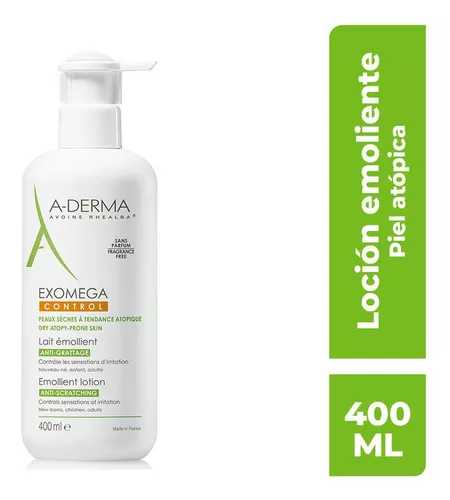 A-DERMA
AVOINE RHEALBA®
SANS
PARFUM
FRAGRANCE
FREE
EXOMEGA
CONTROL
PEAUX SÈCHES À TENDANCE ATOPIQUE
DRY ATOPY-PRONE SKIN
Lait émollient
ANTI-GRATTAGE
Contrôle les sensations d'irritation
Nouveau-né, enfant, adulte
Emollient lotion
ANTI-SCRATCHING
Controls sensations of irritation
New-borns, children, adults
400 ml e
Made in France
Loción emoliente
Piel atópica
400
ML